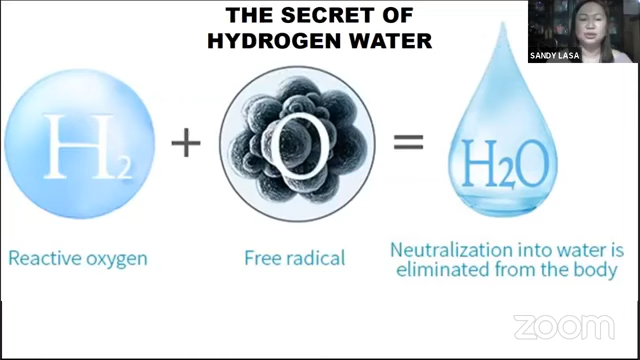 THE SECRET OF
HYDROGEN WATER
SANDY LASA
H2
+
O
=
H2O
Reactive oxygen
Free radical
Neutralization into water is
eliminated from the body
zoom